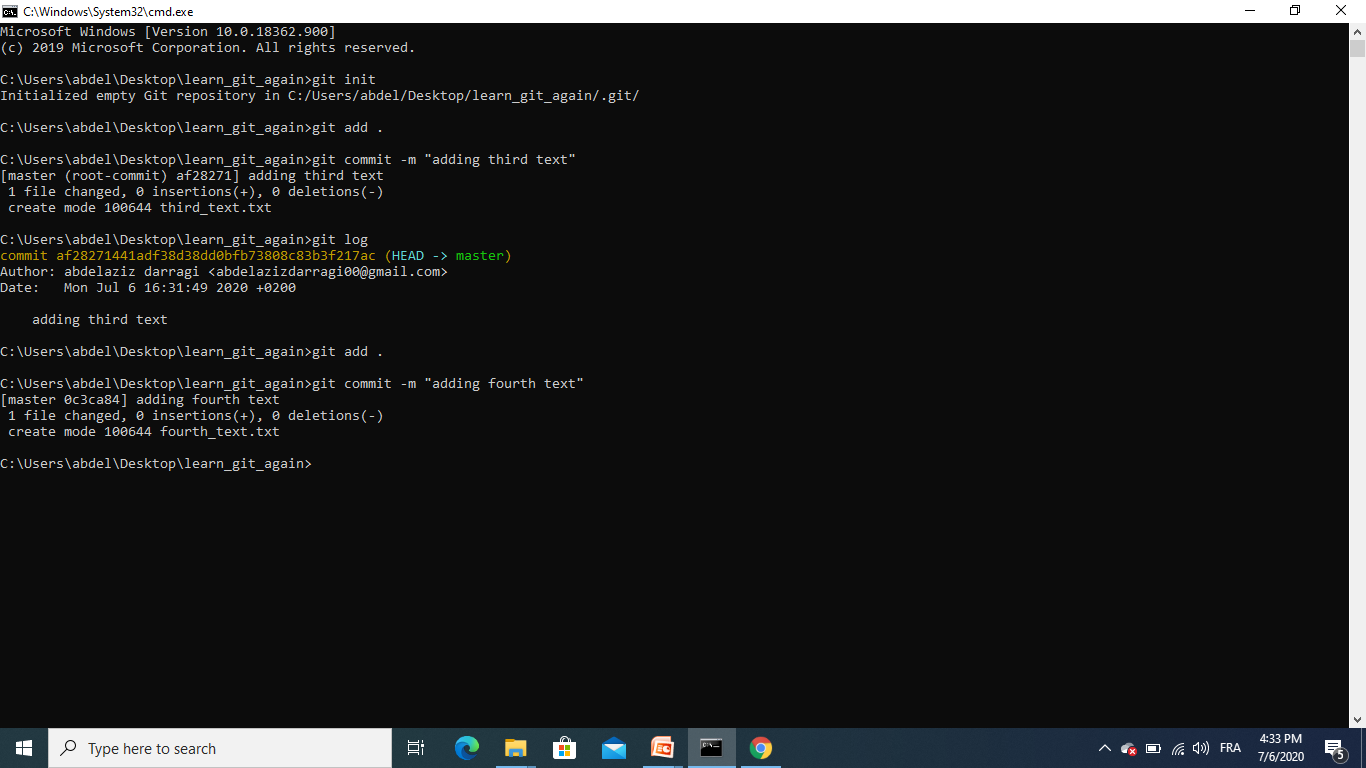 C:\Windows\System32\cmd.exe
Microsoft Windows [Version 10.0.18362.900]
(c) 2019 Microsoft Corporation. All rights reserved.
C:\Users\abdel\Desktop\learn_git_again>git init
Initialized empty Git repository in C:/Users/abdel/Desktop/learn_git_again/.git/
C:\Users\abdel\Desktop\learn_git_again>git add .
C:\Users\abdel\Desktop\learn_git_again>git commit -m "adding third text"
[master (root-commit) af28271] adding third text
 1 file changed, 0 insertions(+), 0 deletions(-)
 create mode 100644 third_text.txt
C:\Users\abdel\Desktop\learn_git_again>git log
commit af28271441adf38d38dd0bfb73808c83b3f217ac (HEAD -> master)
Author: abdelaziz darragi <abdelazizdarragi00@gmail.com>
Date:   Mon Jul 6 16:31:49 2020 +0200
    adding third text
C:\Users\abdel\Desktop\learn_git_again>git add .
C:\Users\abdel\Desktop\learn_git_again>git commit -m "adding fourth text"
[master 0c3ca84] adding fourth text
 1 file changed, 0 insertions(+), 0 deletions(-)
 create mode 100644 fourth_text.txt
C:\Users\abdel\Desktop\learn_git_again>
Type here to search
FRA
4:33 PM
7/6/2020
5